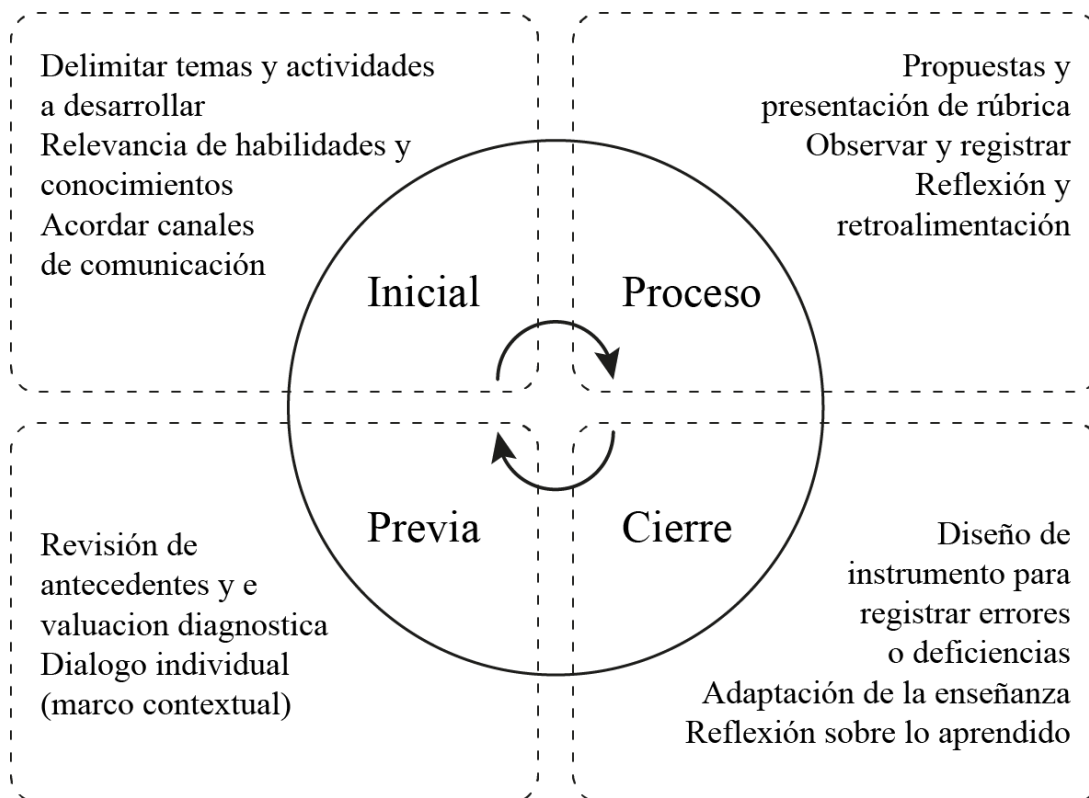 Delimitar temas y actividades
a desarrollar
Relevancia de habilidades y
conocimientos
Acordar canales
de comunicación
Propuestas y
presentación de rúbrica
Observar y registrar
Reflexión y
retroalimentación
Inicial
Proceso
Previa
Cierre
Revisión de
antecedentes y e
valuacion diagnostica
Dialogo individual
(marco contextual)
Diseño de
instrumento para
registrar errores
o deficiencias
Adaptación de la enseñanza
Reflexión sobre lo aprendido